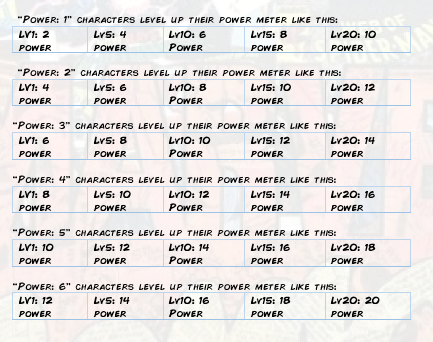 "Power: 1" characters level up their power meter like this:
LV1: 2 Lv5: 4 Lv10: 6 Lv15: 8 Lv20: 10
power power Power power power
"Power: 2" characters level up their power meter like this:
LV1: 4 Lv5: 6 Lv10: 8 Lv15: 10 Lv20: 12
power power Power power power
"Power: 3" characters level up their power meter like this:
LV1: 6 Lv5: 8 Lv10: 10 Lv15: 12 Lv20: 14
power power Power power power
"Power: 4" characters level up their power meter like this:
LV1: 8 Lv5: 10 Lv10: 12 Lv15: 14 Lv20: 16
power power Power power power
"Power: 5" characters level up their power meter like this:
LV1: 10 Lv5: 12 Lv10: 14 Lv15: 16 Lv20: 18
power power Power power power
"Power: 6" characters level up their power meter like this:
LV1: 12 Lv5: 14 Lv10: 16 Lv15: 18 Lv20: 20
power power Power power power